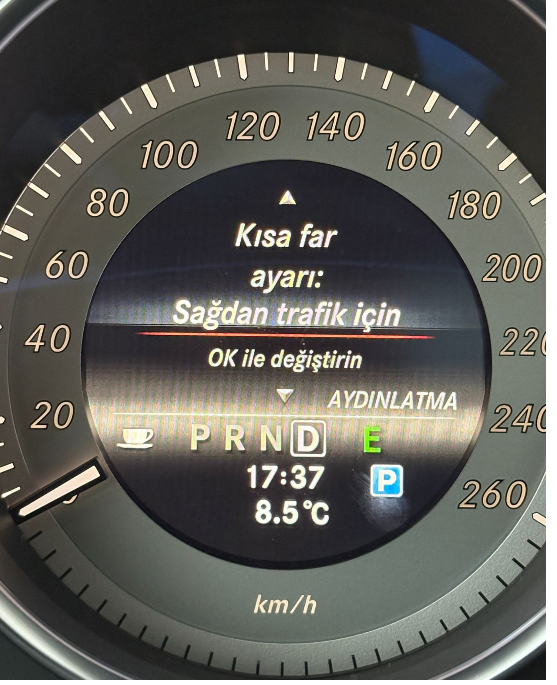 120 140
100 160
80 180
60 200
40 220
20 240
260
Kısa far
ayarı:
Sağdan trafik için
OK ile değiştirin
AYDINLATMA
P R N D E
17:37 P
8.5 °C
km/h